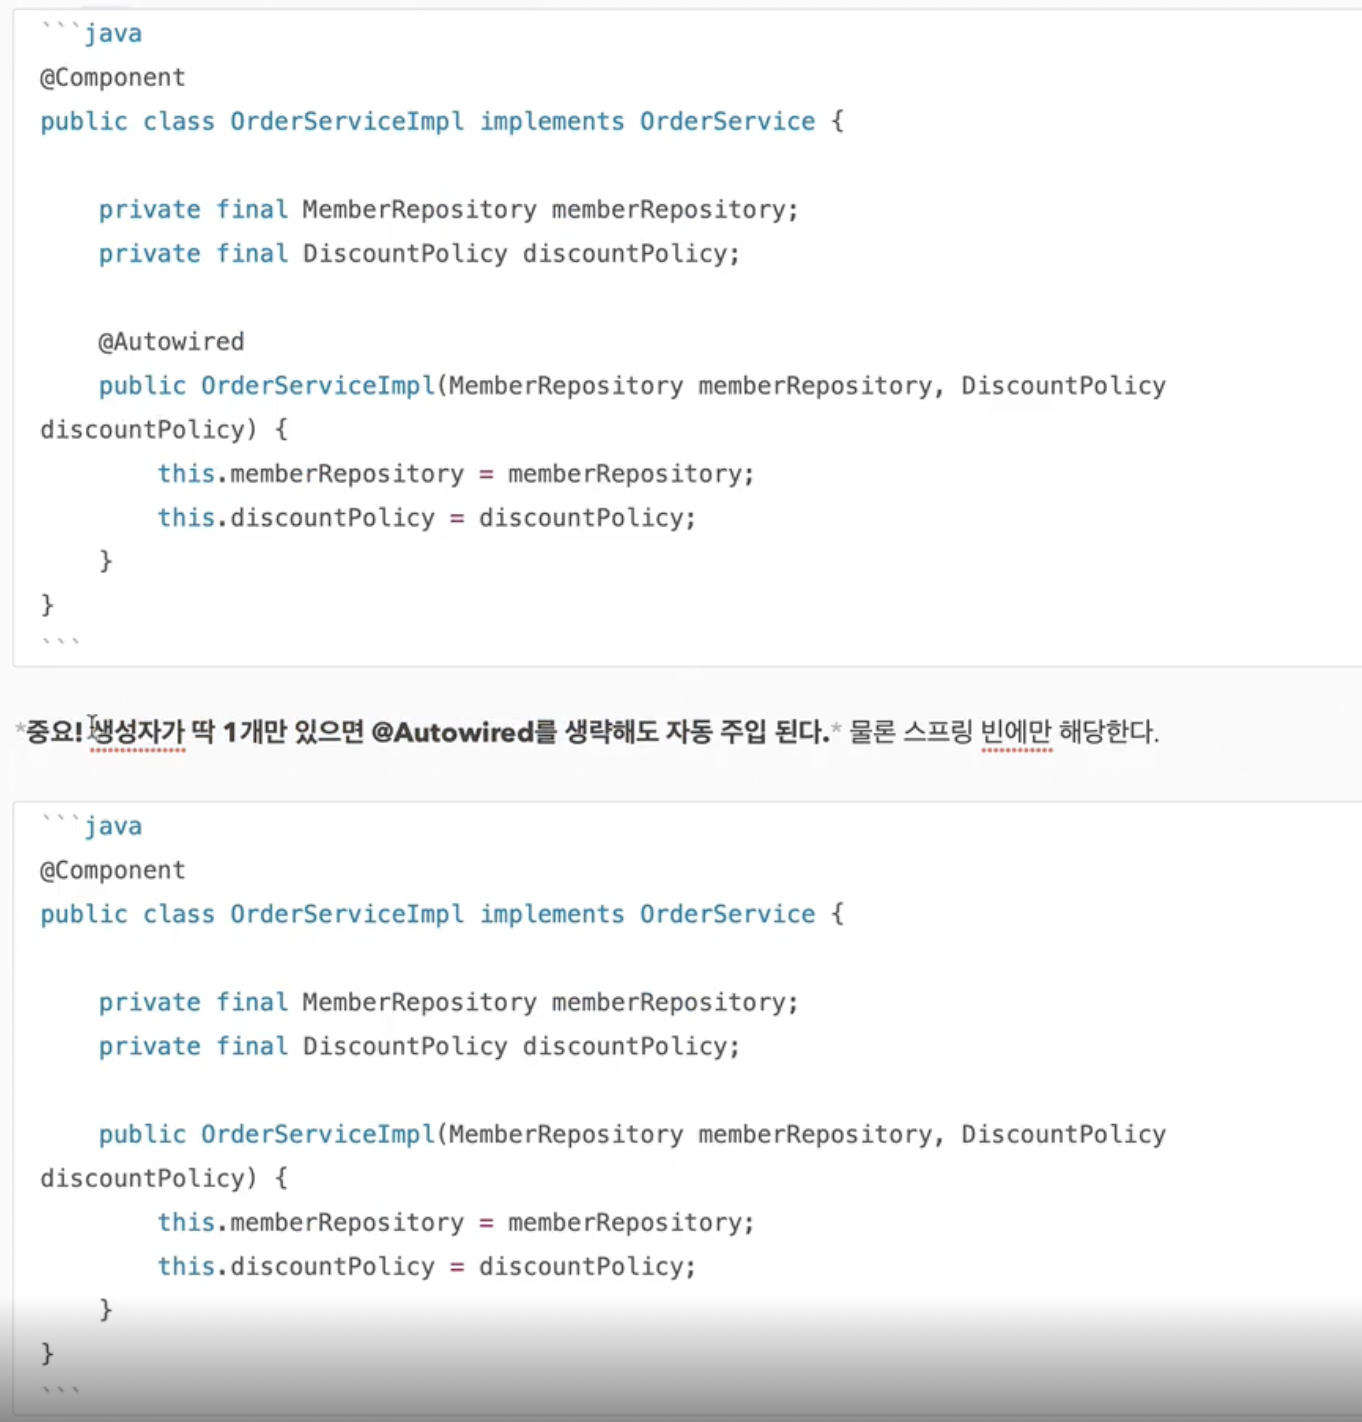 ```java
@Component
public class OrderServiceImpl implements OrderService {
private final MemberRepository memberRepository;
private final DiscountPolicy discountPolicy;
@Autowired
public OrderServiceImpl(MemberRepository memberRepository, DiscountPolicy
discountPolicy) {
this.memberRepository = memberRepository;
this.discountPolicy = discountPolicy;
}
}
```
*중요! 생성자가 딱 1개만 있으면 @Autowired를 생략해도 자동 주입 된다.* 물론 스프링 빈에만 해당한다.
```java
@Component
public class OrderServiceImpl implements OrderService {
private final MemberRepository memberRepository;
private final DiscountPolicy discountPolicy;
public OrderServiceImpl(MemberRepository memberRepository, DiscountPolicy
discountPolicy) {
this.memberRepository = memberRepository;
this.discountPolicy = discountPolicy;
}
}
```